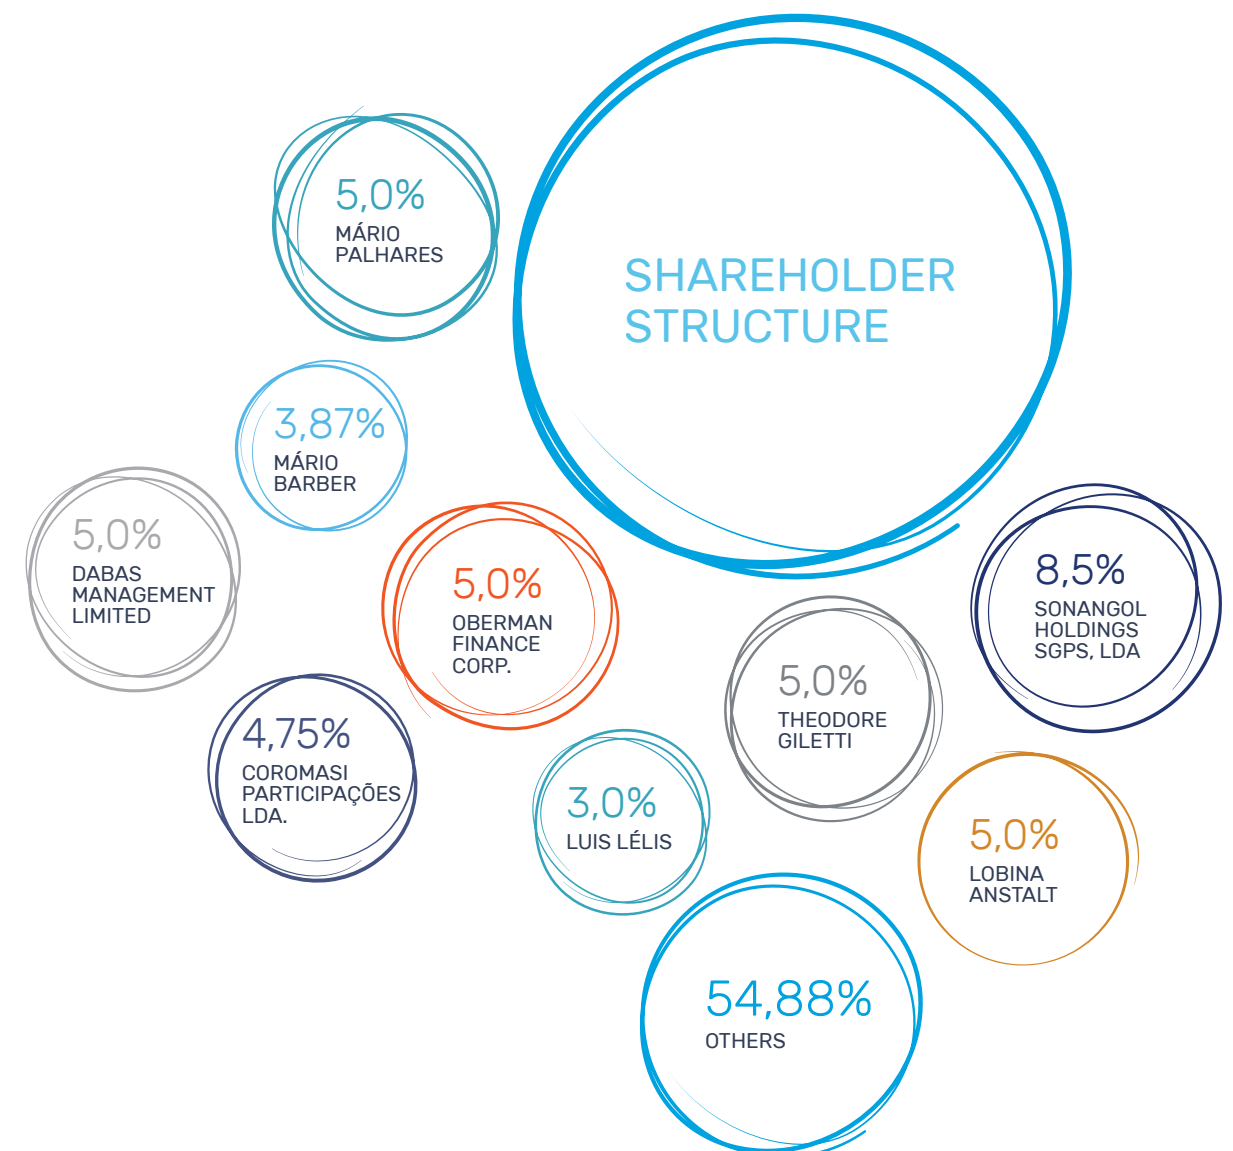 SHAREHOLDER
STRUCTURE
5,0%
MÁRIO
PALHARES
3,87%
MÁRIO
BARBER
5,0%
DABAS
MANAGEMENT
LIMITED
5,0%
OBERMAN
FINANCE
CORP.
8,5%
SONANGOL
HOLDINGS
SGPS, LDA
5,0%
THEODORE
GILETTI
4,75%
COROMASI
PARTICIPAÇÕES
LDA.
3,0%
LUIS LÉLIS
5,0%
LOBINA
ANSTALT
54,88%
OTHERS